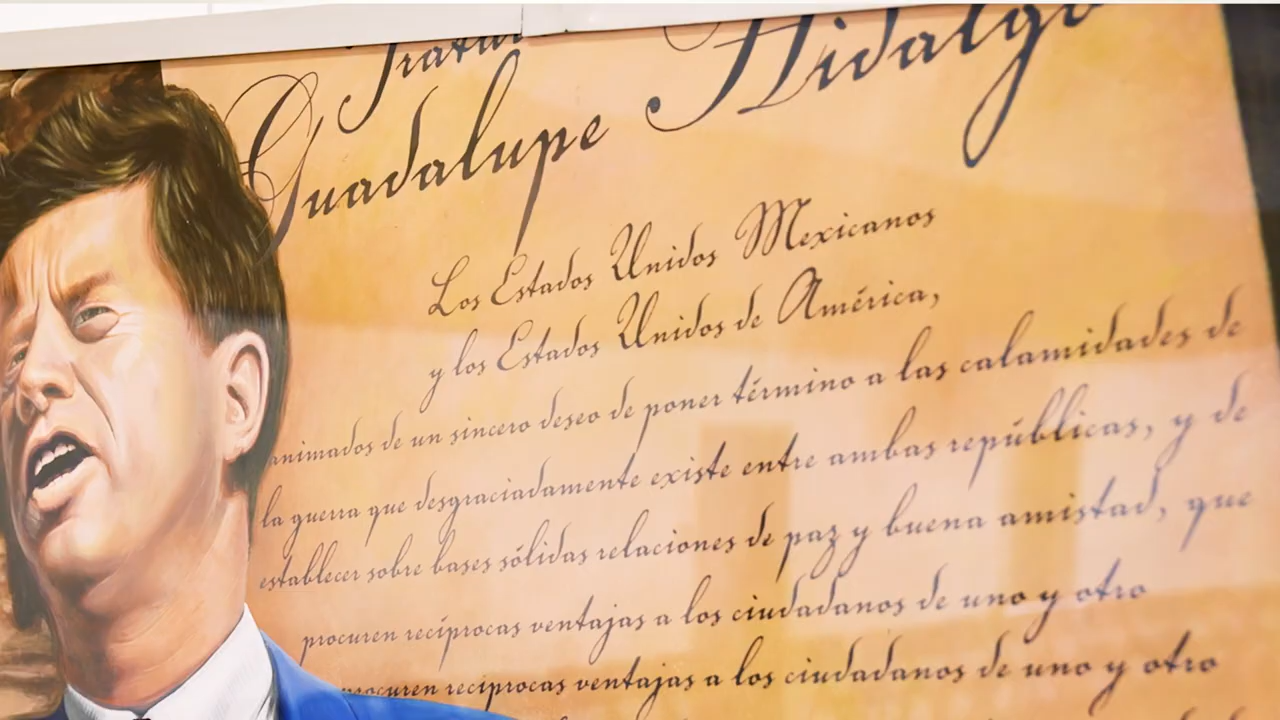 Guadalupe Hidalgo
Los Estados Unidos Mexicanos
y los Estados Unidos de América,
animados de un sincero deseo de poner término a las calamidades de
la guerra que desgraciadamente existe entre ambas repúblicas, y de
establecer sobre bases sólidas relaciones de paz y buena amistad, que
procuren recíprocas ventajas a los ciudadanos de uno y otro
procuren recíprocas ventajas a los ciudadanos de uno y otro